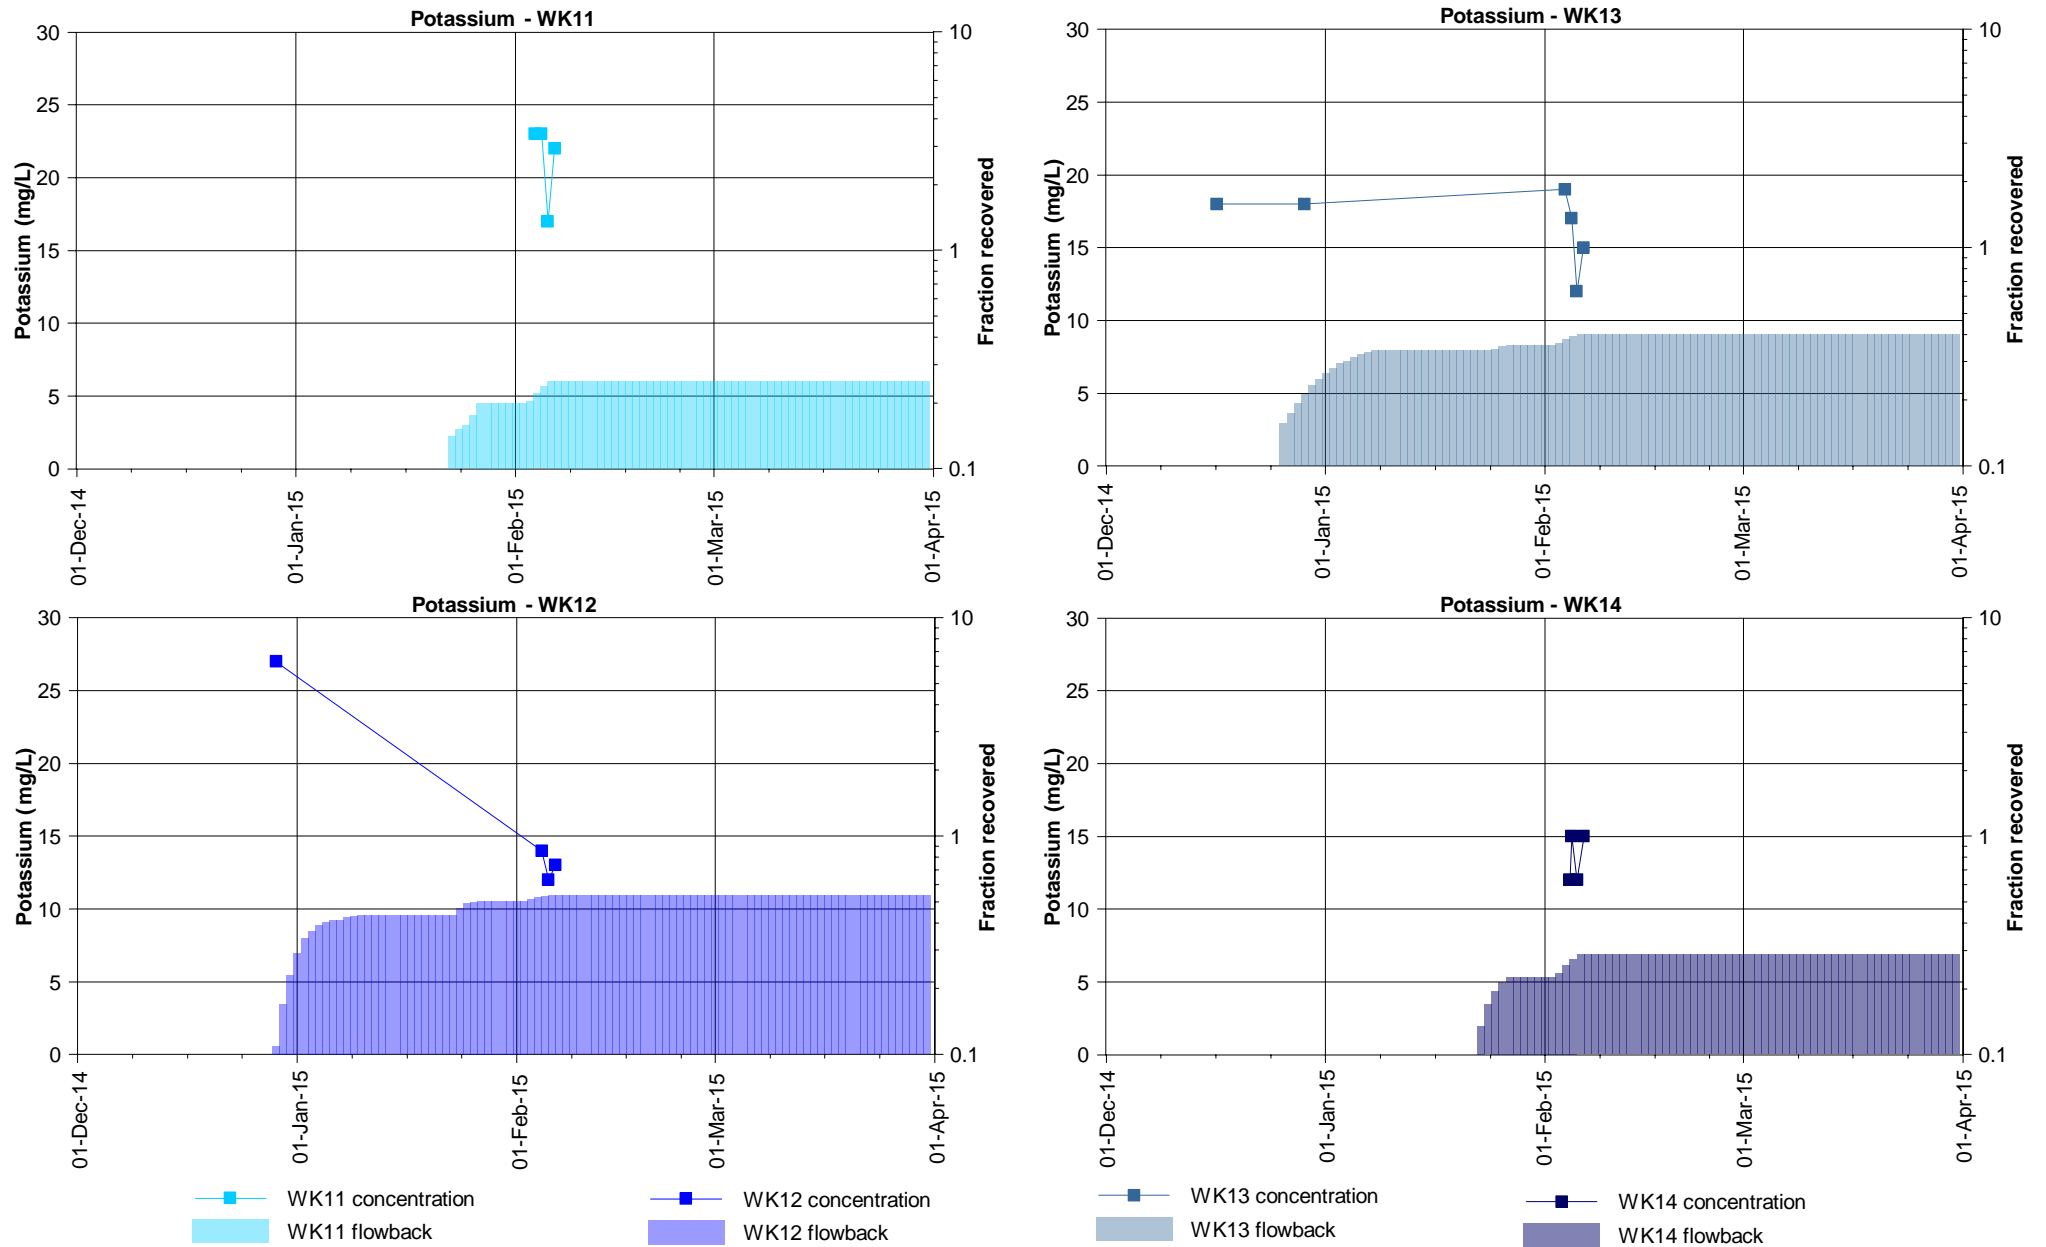 Potassium - WK11
30
25
20
15
10
5
0
Potassium (mg/L)
10
1
0.1
Fraction recovered
01-Dec-14
01-Jan-15
01-Feb-15
01-Mar-15
01-Apr-15
Potassium - WK13
30
25
20
15
10
5
0
Potassium (mg/L)
10
1
0.1
Fraction recovered
01-Dec-14
01-Jan-15
01-Feb-15
01-Mar-15
01-Apr-15
Potassium - WK12
30
25
20
15
10
5
0
Potassium (mg/L)
10
1
0.1
Fraction recovered
01-Dec-14
01-Jan-15
01-Feb-15
01-Mar-15
01-Apr-15
Potassium - WK14
30
25
20
15
10
5
0
Potassium (mg/L)
10
1
0.1
Fraction recovered
01-Dec-14
01-Jan-15
01-Feb-15
01-Mar-15
01-Apr-15
WK11 concentration
WK11 flowback
WK12 concentration
WK12 flowback
WK13 concentration
WK13 flowback
WK14 concentration
WK14 flowback